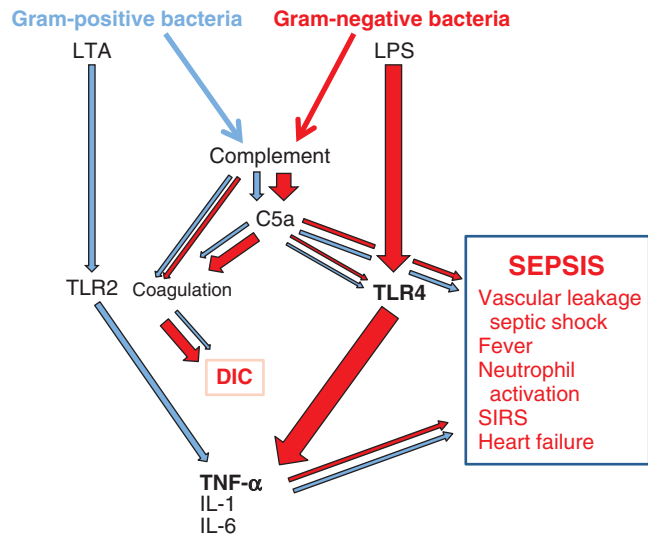 Gram-positive bacteria
Gram-negative bacteria
LTA
LPS
Complement
C5a
TLR2
Coagulation
TLR4
DIC
TNF-α
IL-1
IL-6
SEPSIS
Vascular leakage
septic shock
Fever
Neutrophil
activation
SIRS
Heart failure